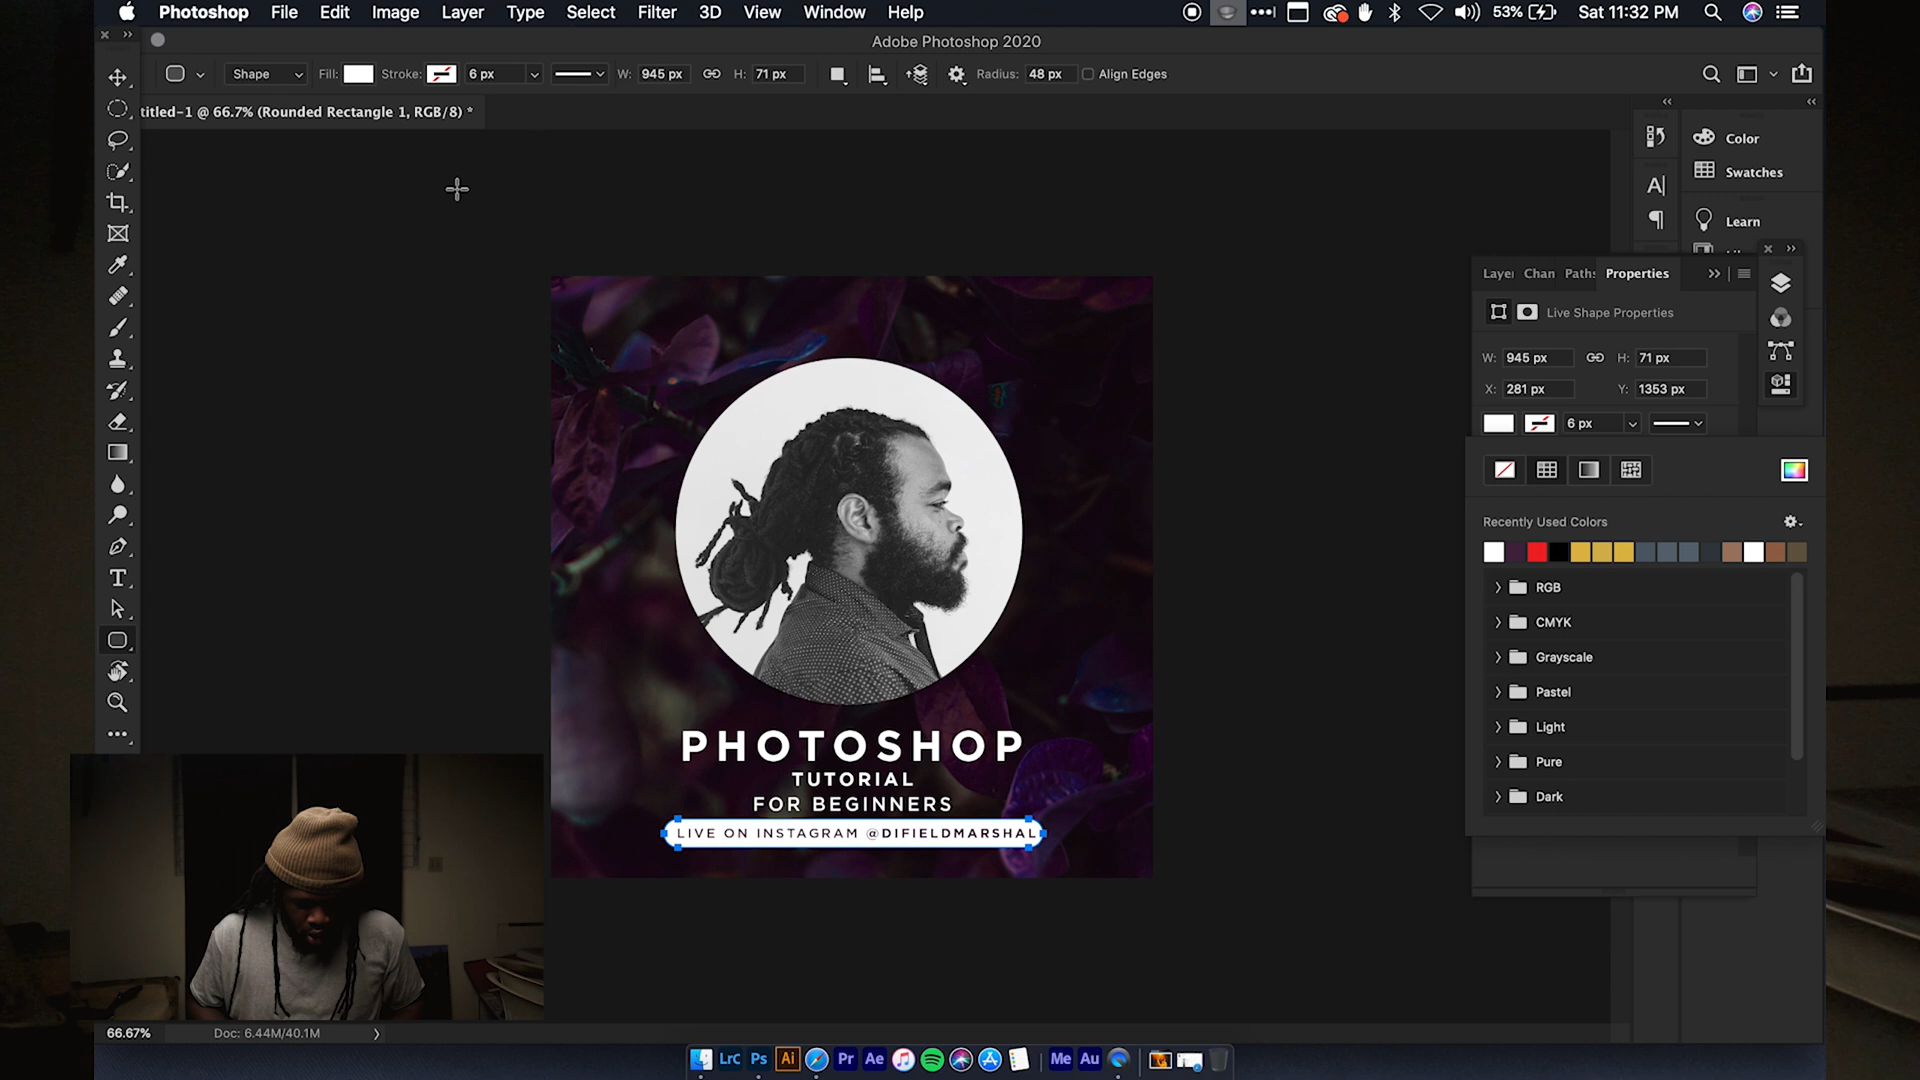 Photoshop File Edit Image Layer Type Select Filter 3D View Window Help
53% Sat 11:32 PM
Adobe Photoshop 2020
Shape Fill: Stroke: 6 px W: 945 px H: 71 px Radius: 48 px Align Edges
titled-1 @ 66.7% (Rounded Rectangle 1, RGB/8) *
Color
Swatches
Learn
Laye Chan Paths Properties
Live Shape Properties
W: 945 px H: 71 px
X: 281 px Y: 1353 px
6 px
Recently Used Colors
RGB
CMYK
Grayscale
Pastel
Light
Pure
Dark
PHOTOSHOP
TUTORIAL
FOR BEGINNERS
LIVE ON INSTAGRAM @DIFIELDMARSHAL
66.67% Doc: 6.44M/40.1M
LrC Ps Ai Pr Ae Me Au